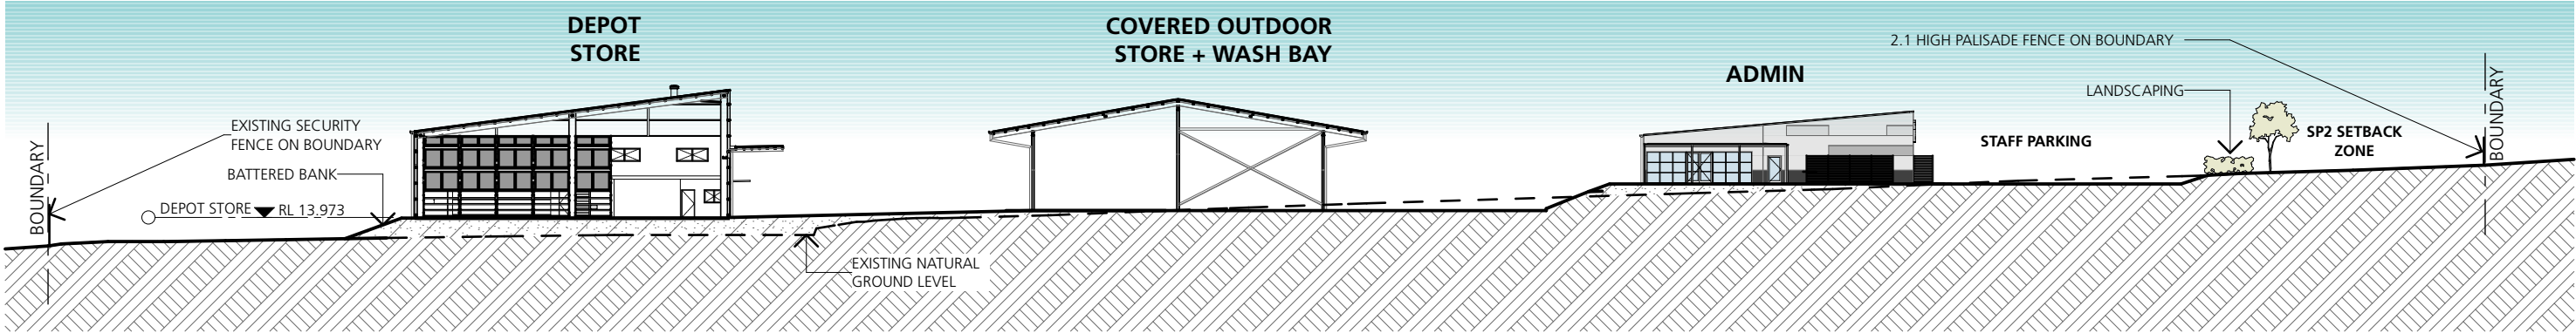 DEPOT
STORE
COVERED OUTDOOR
STORE + WASH BAY
ADMIN
2.1 HIGH PALISADE FENCE ON BOUNDARY
LANDSCAPING
BOUNDARY
EXISTING SECURITY
FENCE ON BOUNDARY
BATTERED BANK
DEPOT STORE RL 13.973
BOUNDARY
STAFF PARKING
SP2 SETBACK
ZONE
EXISTING NATURAL
GROUND LEVEL